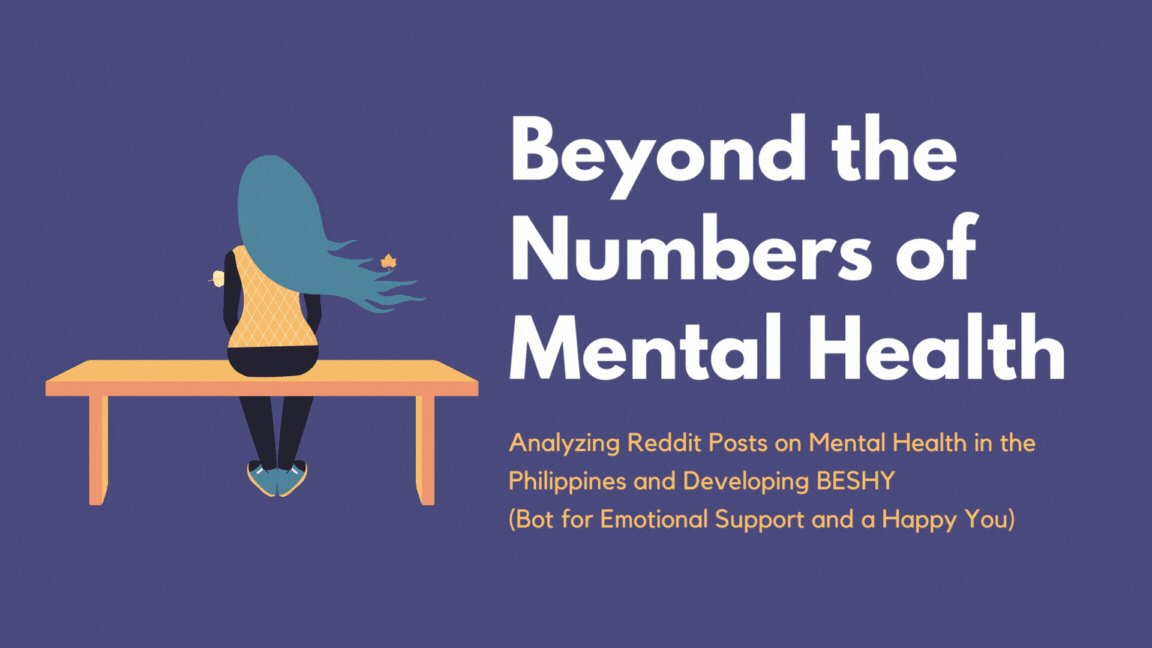 Beyond the
Numbers of
Mental Health
Analyzing Reddit Posts on Mental Health in the
Philippines and Developing BESHY
(Bot for Emotional Support and a Happy You)